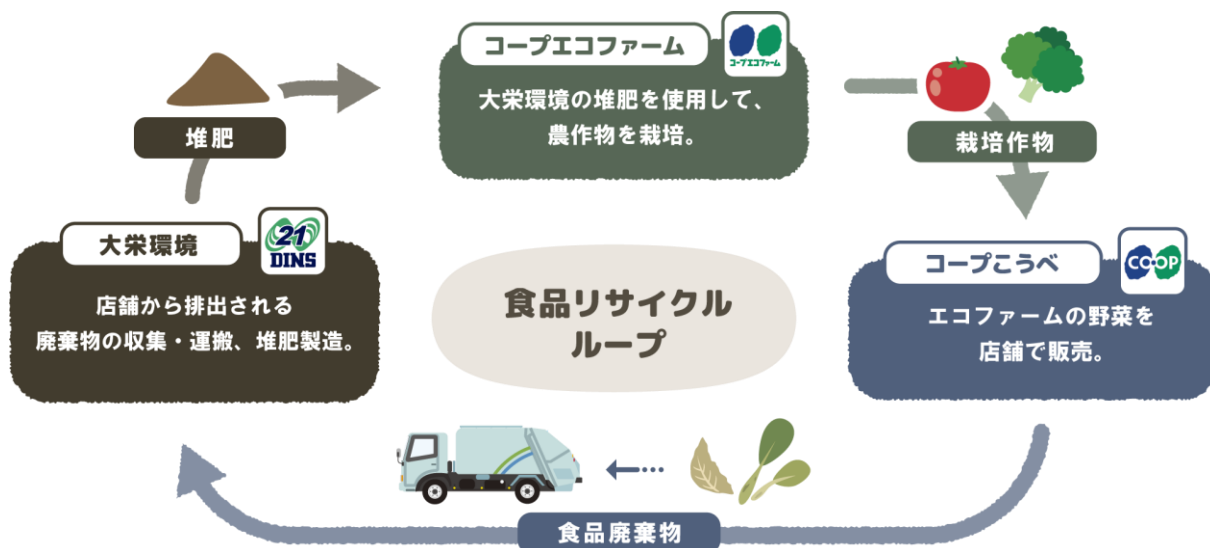 コープエコファーム
コープエコファーム
大栄環境の堆肥を使用して、
農作物を栽培。
堆肥
栽培作物
大栄環境
21
DINS
店舗から排出される
廃棄物の収集・運搬、堆肥製造。
食品リサイクル
ループ
コープこうべ
CO・OP
エコファームの野菜を
店舗で販売。
食品廃棄物